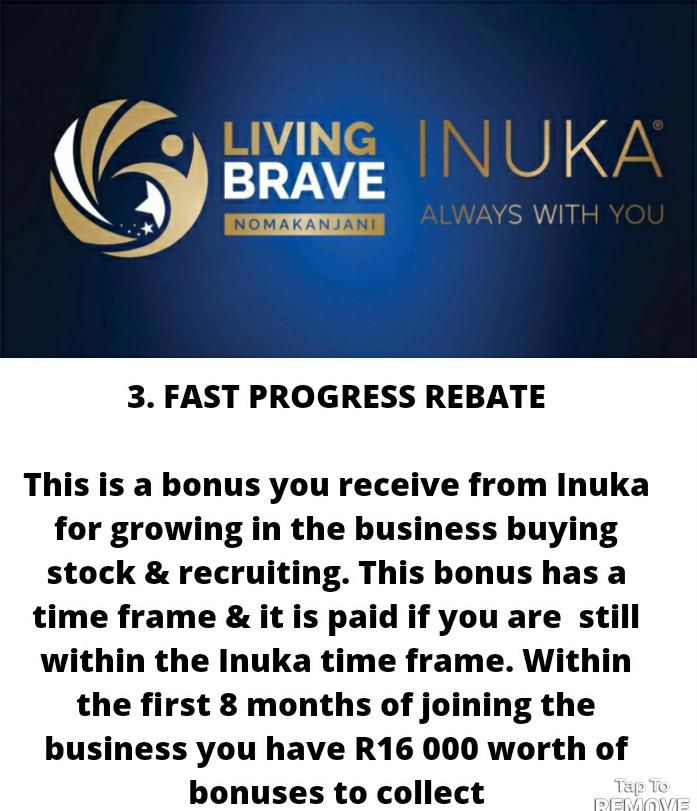 LIVING
BRAVE
NOMAKANJANI
INUKA®
ALWAYS WITH YOU
3. FAST PROGRESS REBATE
This is a bonus you receive from Inuka
for growing in the business buying
stock & recruiting. This bonus has a
time frame & it is paid if you are still
within the Inuka time frame. Within
the first 8 months of joining the
business you have R16 000 worth of
bonuses to collect
Tap To
REMOVE